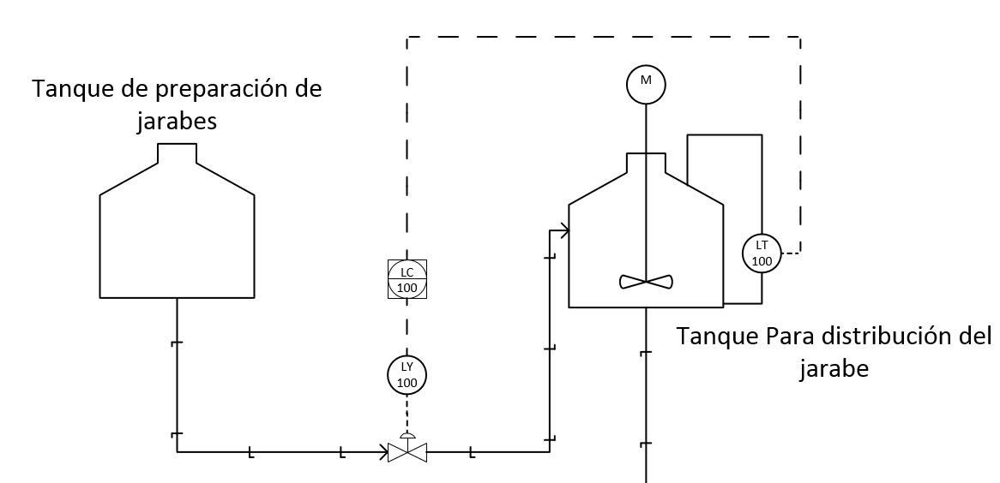 Tanque de preparación de
jarabes
M
LT
100
LC
100
LY
100
Tanque Para distribución del
jarabe